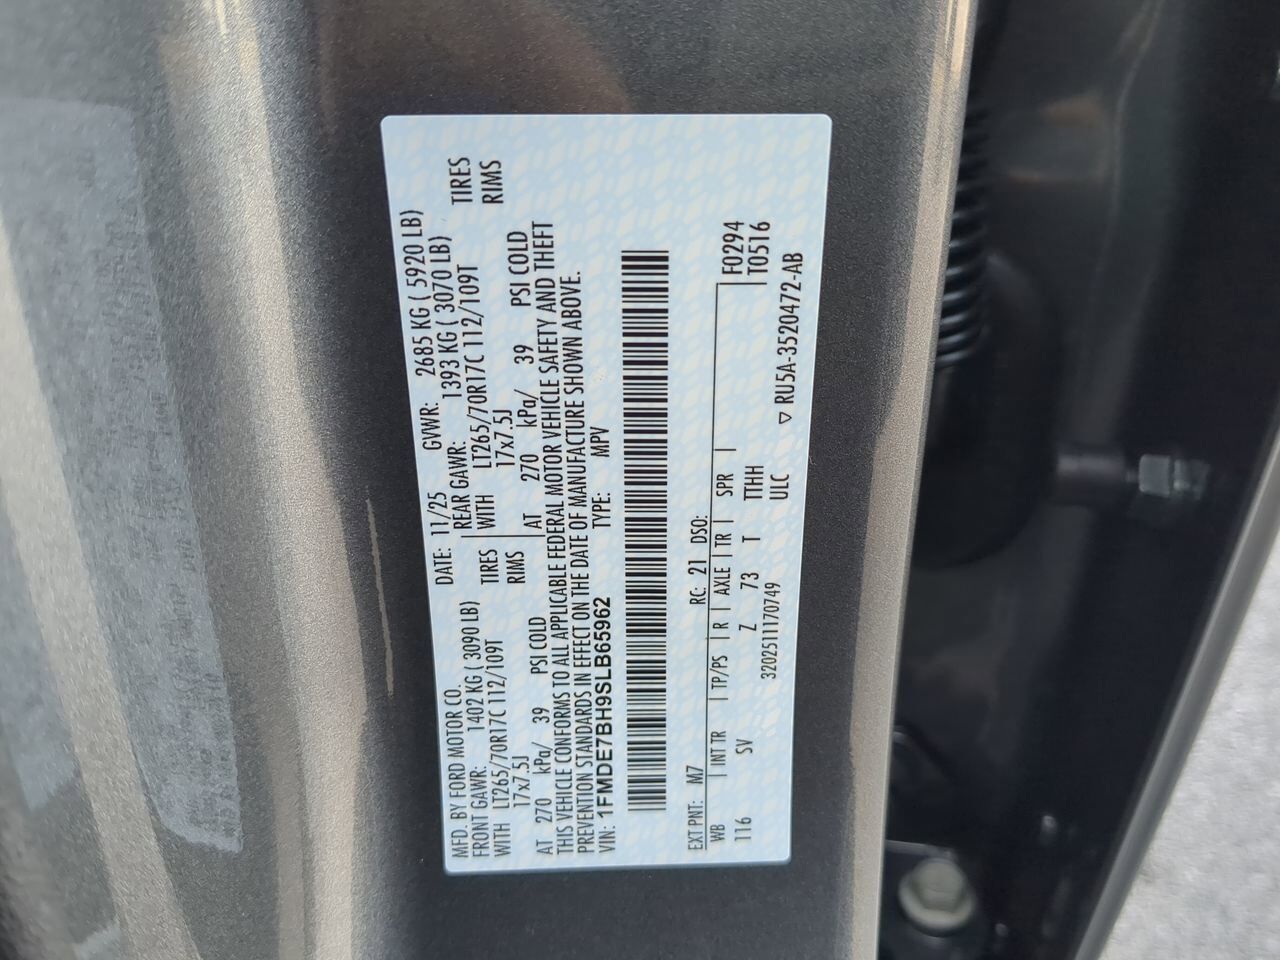 MFD. BY FORD MOTOR CO.
DATE: 11/25 GVWR: 2685 KG ( 5920 LB)
FRONT GAWR: 1402 KG ( 3090 LB) REAR GAWR: 1393 KG ( 3070 LB)
WITH LT265/70R17C 112/109T TIRES WITH LT265/70R17C 112/109T TIRES
17x7.5J RIMS 17x7.5J RIMS
AT 270 kPa/ 39 PSI COLD AT 270 kPa/ 39 PSI COLD
THIS VEHICLE CONFORMS TO ALL APPLICABLE FEDERAL MOTOR VEHICLE SAFETY AND THEFT
PREVENTION STANDARDS IN EFFECT ON THE DATE OF MANUFACTURE SHOWN ABOVE.
VIN: 1FMDE7BH9SLB65962 TYPE: MPV
EXT PNT: M7 RC: 21 DSO:
WB INT TR TP/PS R AXLE TR SPR F0294
116 SV Z 73 T TTHH T0516
3202511170749 ULC
▽ RU5A-3520472-AB